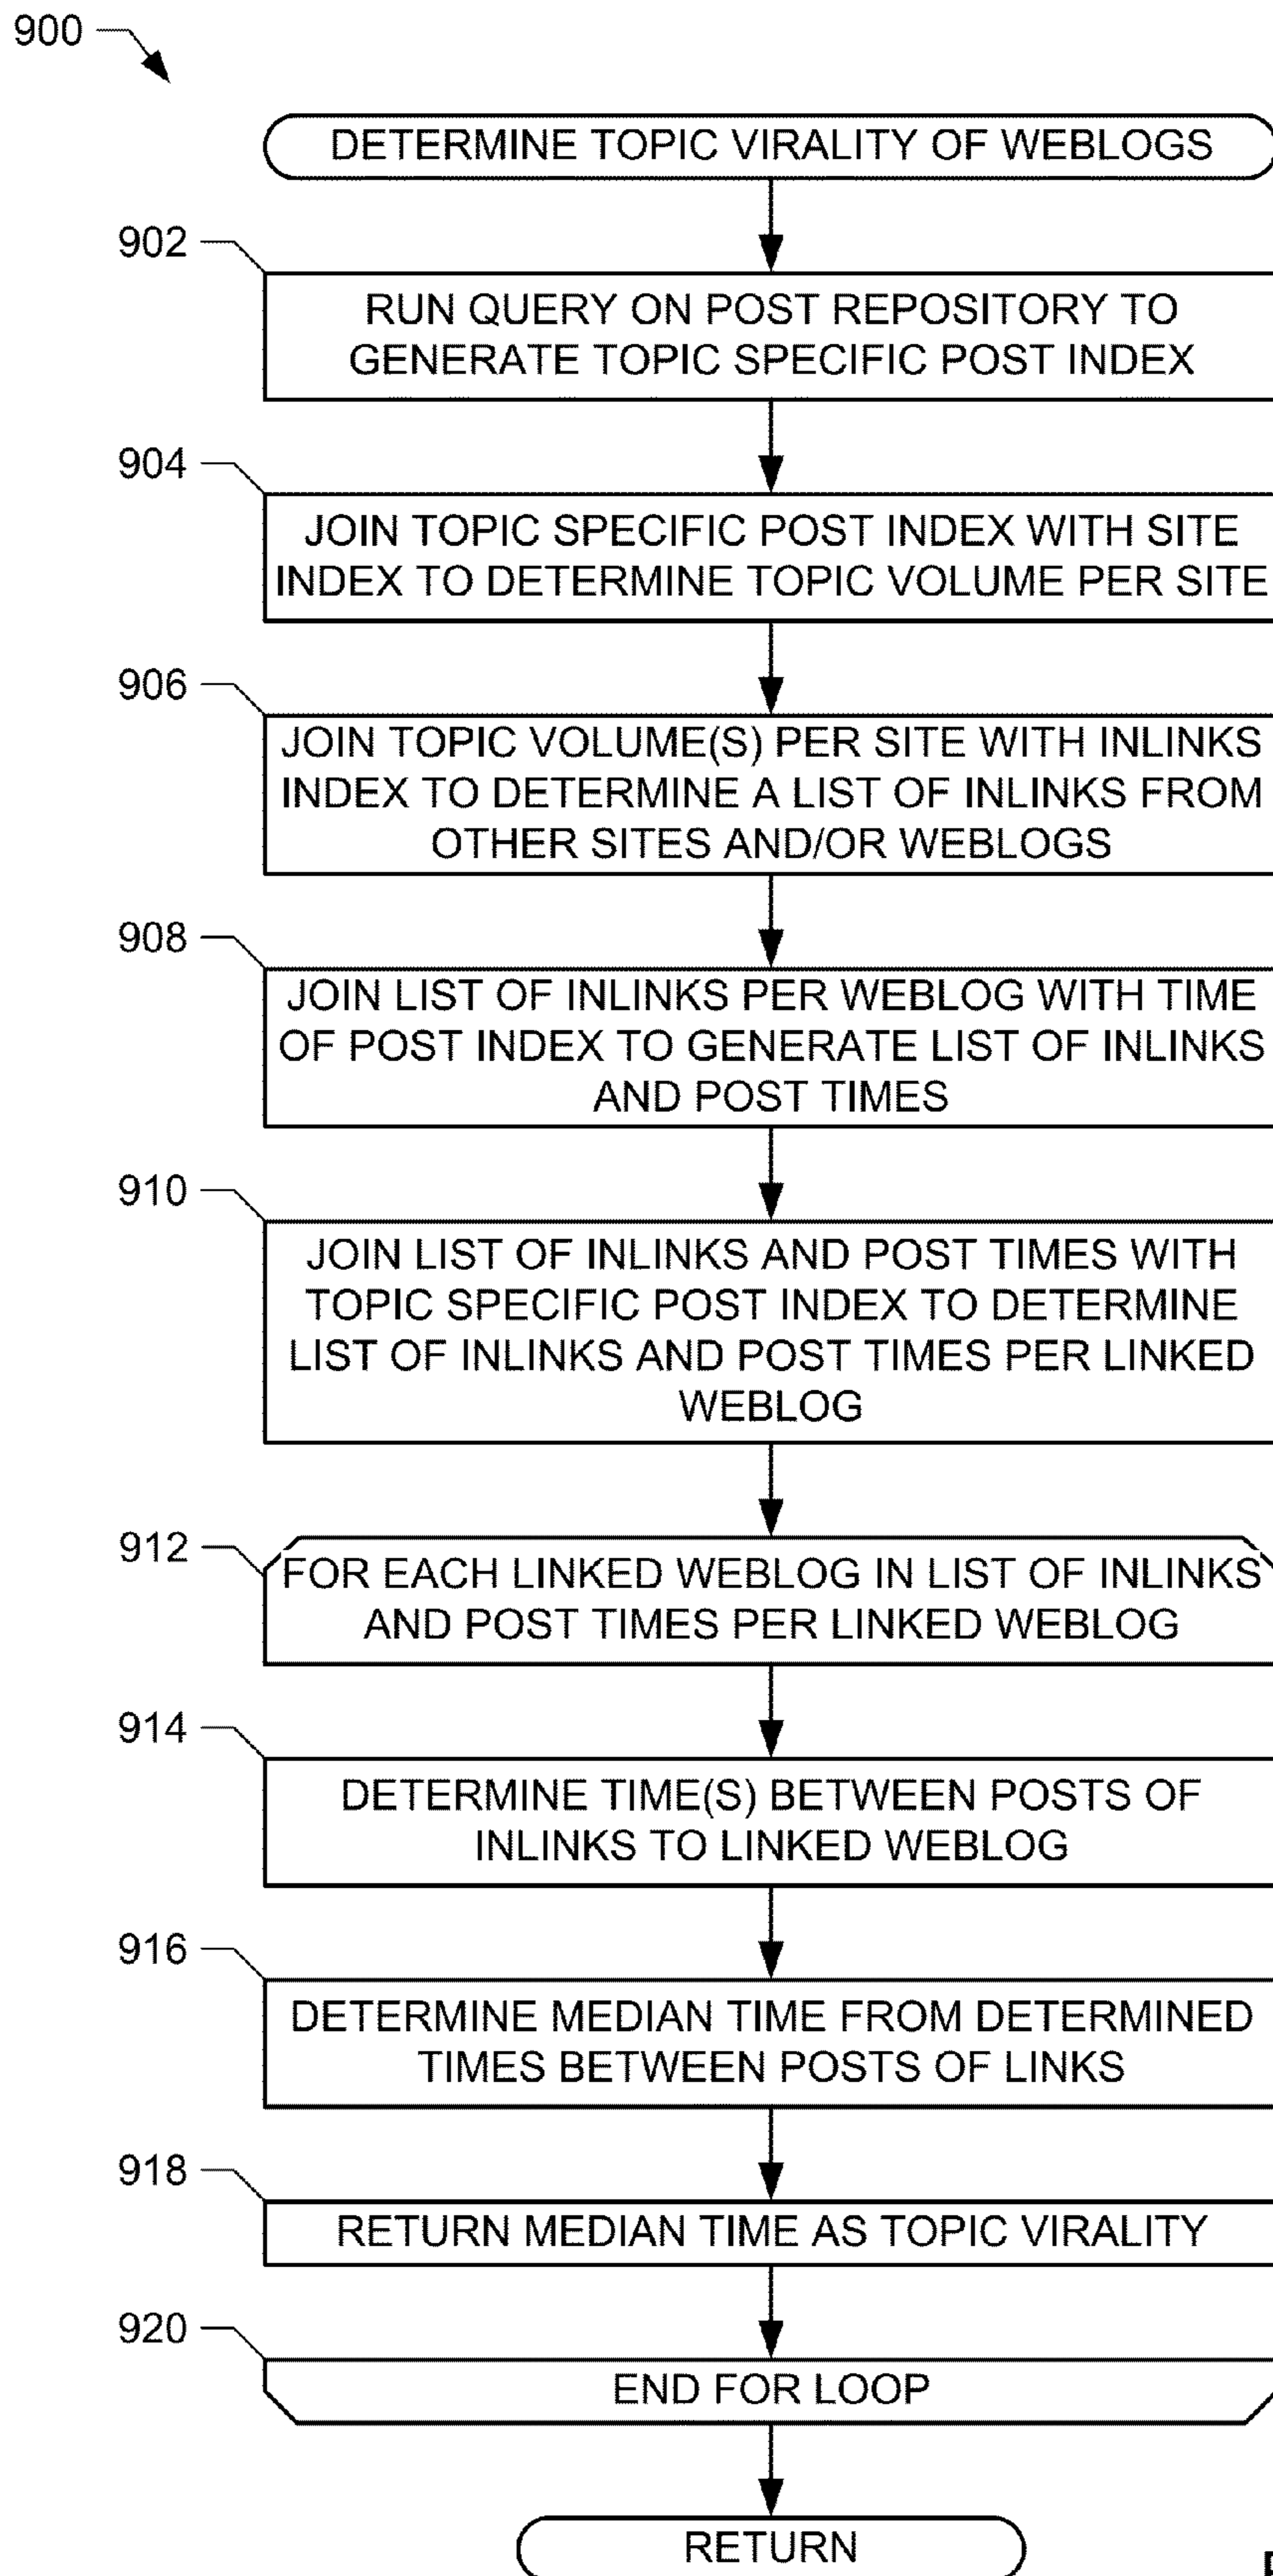 900
DETERMINE TOPIC VIRALITY OF WEBLOGS
902
RUN QUERY ON POST REPOSITORY TO
GENERATE TOPIC SPECIFIC POST INDEX
904
JOIN TOPIC SPECIFIC POST INDEX WITH SITE
INDEX TO DETERMINE TOPIC VOLUME PER SITE
906
JOIN TOPIC VOLUME(S) PER SITE WITH INLINKS
INDEX TO DETERMINE A LIST OF INLINKS FROM
OTHER SITES AND/OR WEBLOGS
908
JOIN LIST OF INLINKS PER WEBLOG WITH TIME
OF POST INDEX TO GENERATE LIST OF INLINKS
AND POST TIMES
910
JOIN LIST OF INLINKS AND POST TIMES WITH
TOPIC SPECIFIC POST INDEX TO DETERMINE
LIST OF INLINKS AND POST TIMES PER LINKED
WEBLOG
912
FOR EACH LINKED WEBLOG IN LIST OF INLINKS
AND POST TIMES PER LINKED WEBLOG
914
DETERMINE TIME(S) BETWEEN POSTS OF
INLINKS TO LINKED WEBLOG
916
DETERMINE MEDIAN TIME FROM DETERMINED
TIMES BETWEEN POSTS OF LINKS
918
RETURN MEDIAN TIME AS TOPIC VIRALITY
920
END FOR LOOP
RETURN